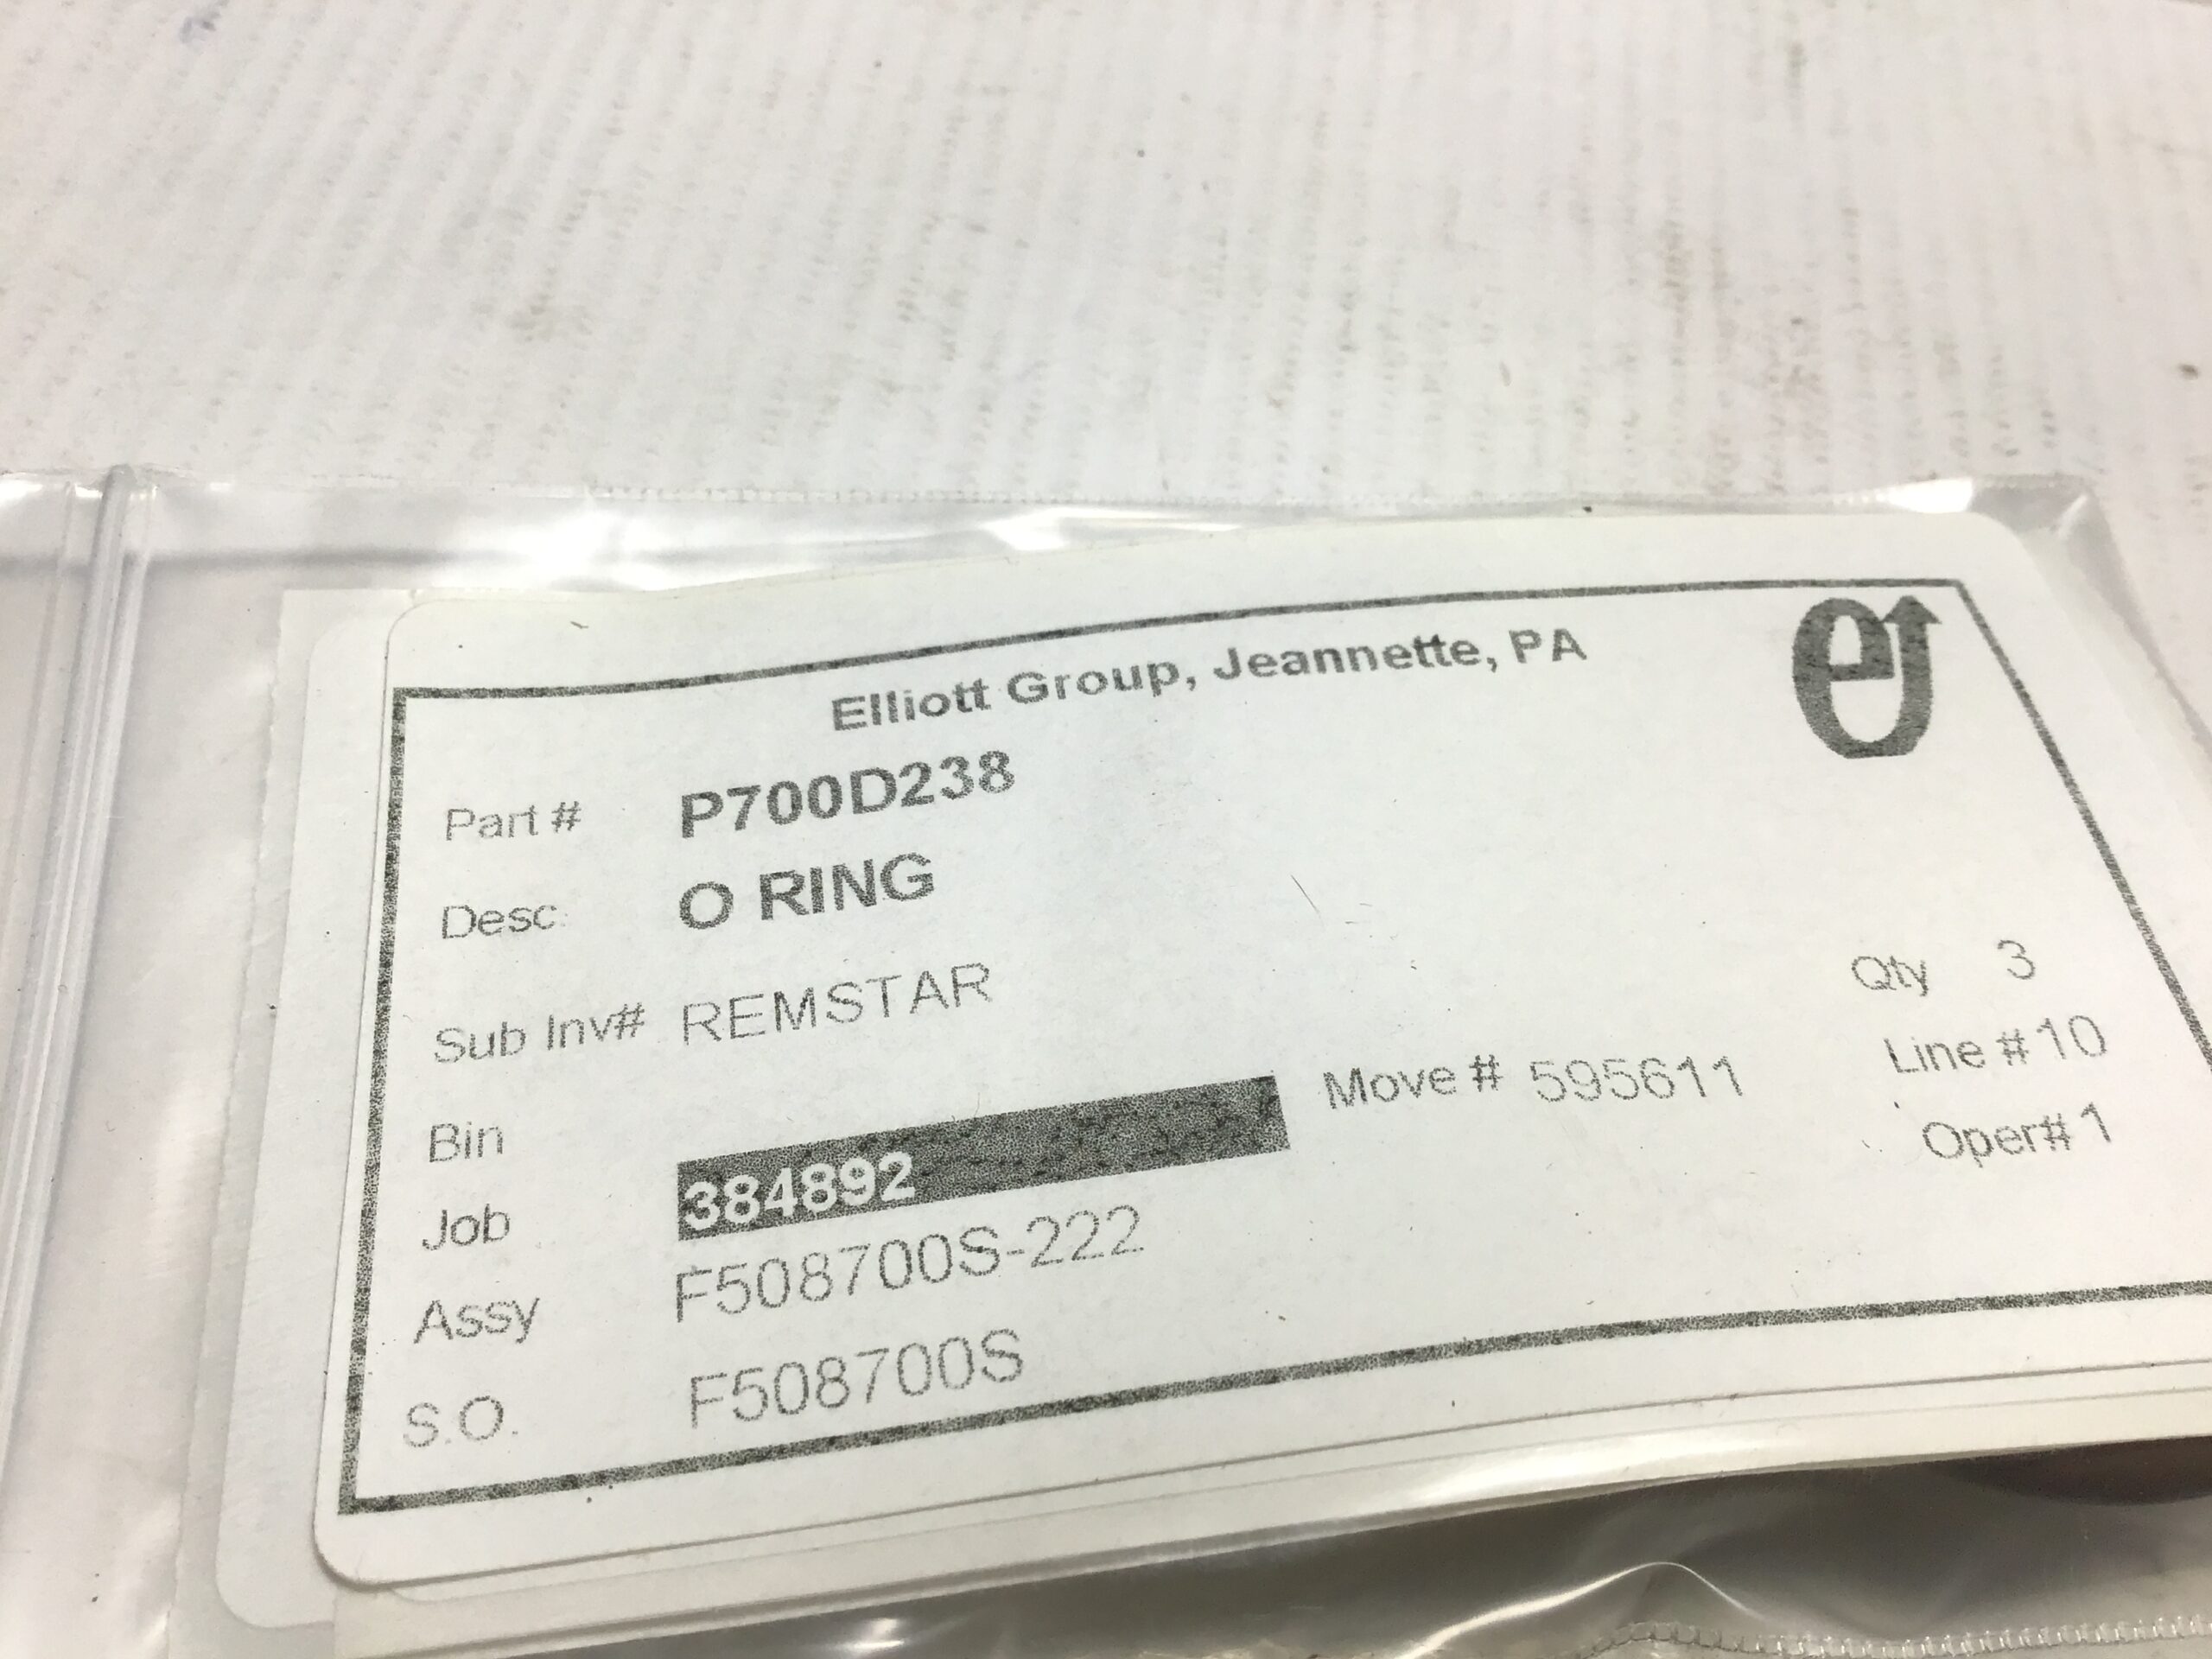 Elliott Group, Jeannette, PA
Part # P700D238
Desc. O RING
Qty 3
Sub Inv# REMSTAR
Line # 10
Bin
Move # 595611
Oper# 1
Job 384892
Assy F508700S-222
S.O. F508700S